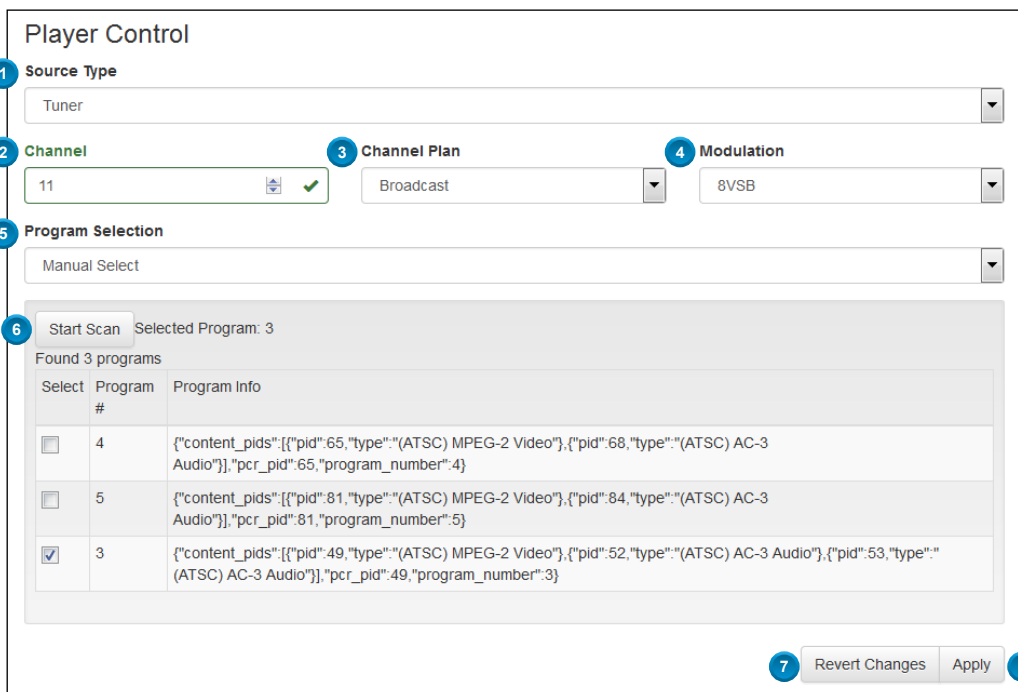 Player Control
1 Source Type
Tuner
2 Channel 3 Channel Plan 4 Modulation
11 Broadcast 8VSB
5 Program Selection
Manual Select
6 Start Scan Selected Program: 3
Found 3 programs
Select Program Program Info
#
4 {"content_pids":[{"pid":65,"type":"(ATSC) MPEG-2 Video"},{"pid":68,"type":"(ATSC) AC-3
Audio"}],"pcr_pid":65,"program_number":4}
5 {"content_pids":[{"pid":81,"type":"(ATSC) MPEG-2 Video"},{"pid":84,"type":"(ATSC) AC-3
Audio"}],"pcr_pid":81,"program_number":5}
3 {"content_pids":[{"pid":49,"type":"(ATSC) MPEG-2 Video"},{"pid":52,"type":"(ATSC) AC-3 Audio"},{"pid":53,"type":"
(ATSC) AC-3 Audio"}],"pcr_pid":49,"program_number":3}
7 Revert Changes Apply